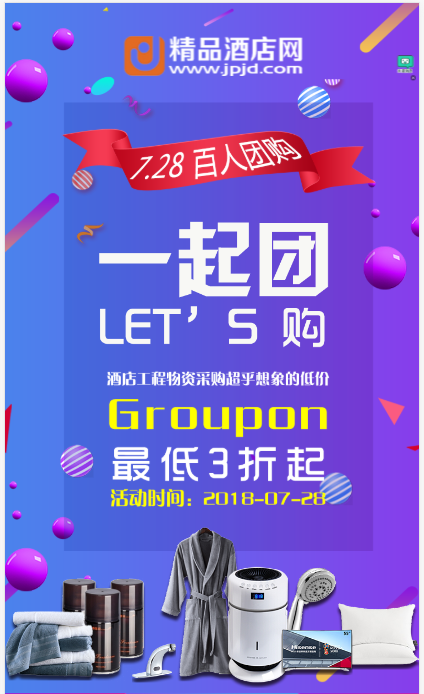 精品酒店网
www.jpjd.com
7.28 百人团购
一起团
LET'S 购
酒店工程物资采购超乎想象的低价
Groupon
最低3折起
活动时间：2018-07-28
Hisense
55"